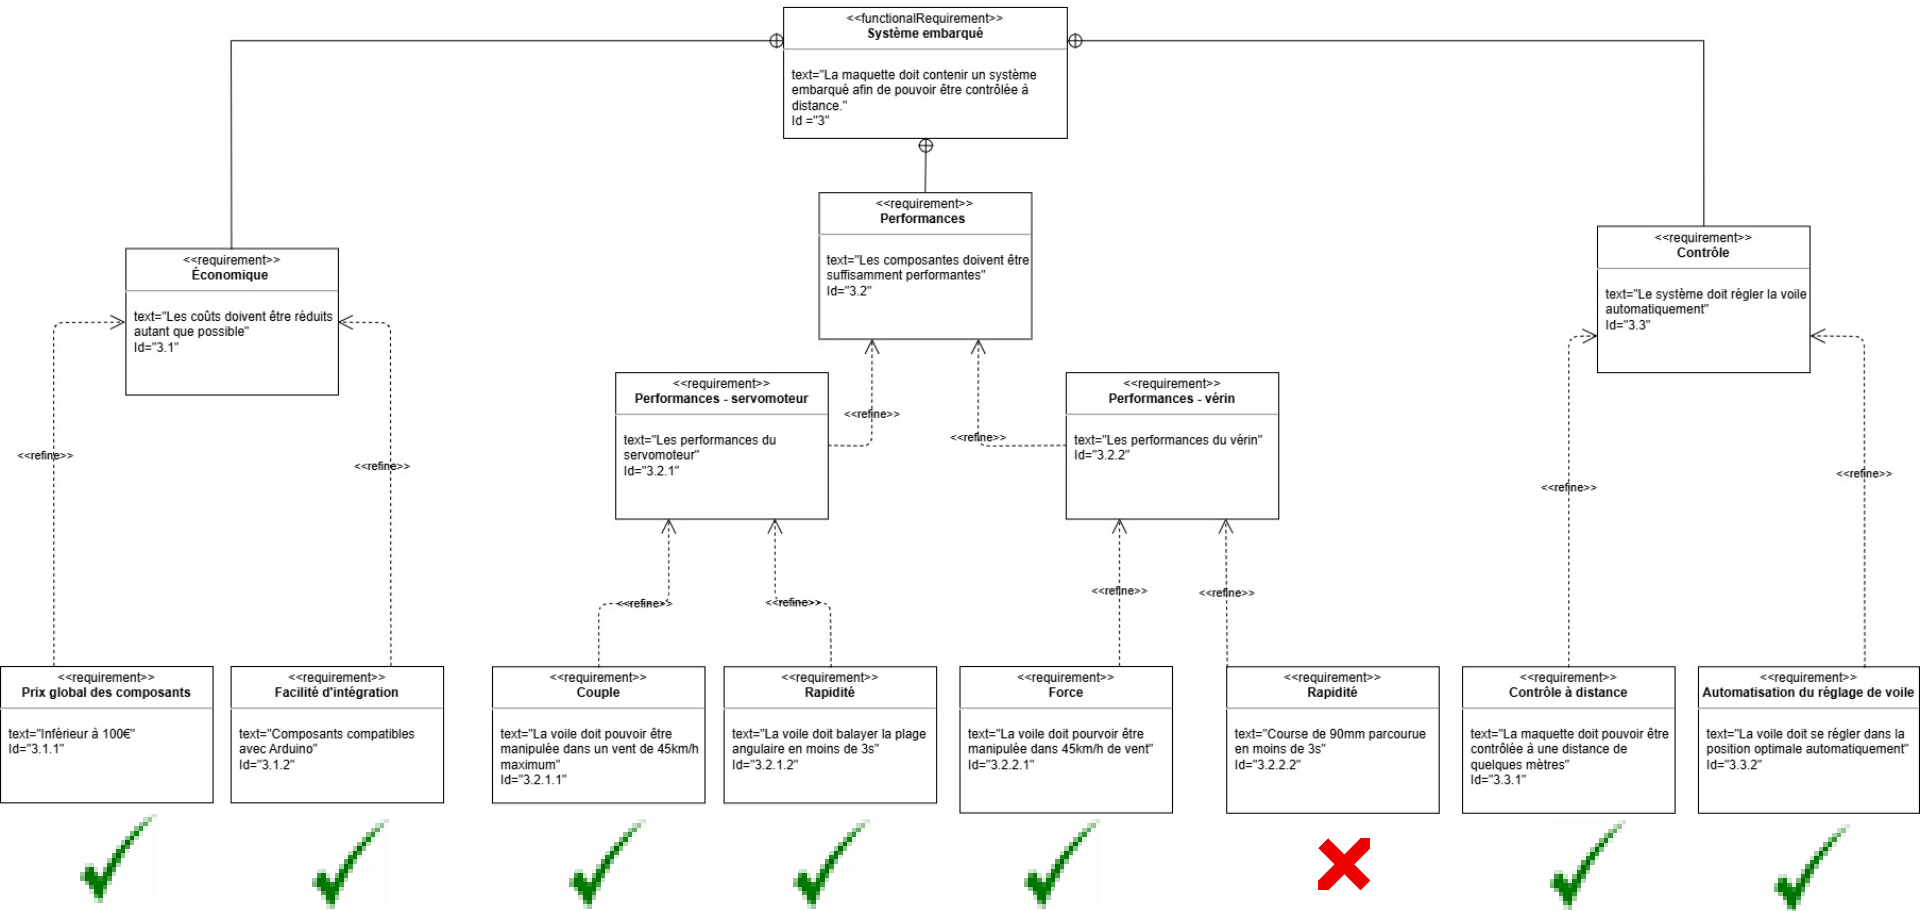 <<functionalRequirement>>
Système embarqué
text="La maquette doit contenir un système
embarqué afin de pouvoir être contrôlée à
distance."
Id ="3"
<<requirement>>
Performances
text="Les composantes doivent être
suffisamment performantes"
Id="3.2"
<<requirement>>
Économique
text="Les coûts doivent être réduits
autant que possible"
Id="3.1"
<<requirement>>
Contrôle
text="Le système doit régler la voile
automatiquement"
Id="3.3"
<<requirement>>
Performances - servomoteur
text="Les performances du
servomoteur"
Id="3.2.1"
<<requirement>>
Performances - vérin
text="Les performances du vérin"
Id="3.2.2"
<<refine>>
<<refine>>
<<refine>>
<<refine>>
<<refine>>
<<refine>>
<<refine>>
<<refine>>
<<refine>>
<<refine>>
<<requirement>>
Prix global des composants
text="Inférieur à 100€"
Id="3.1.1"
<<requirement>>
Facilité d'intégration
text="Composants compatibles
avec Arduino"
Id="3.1.2"
<<requirement>>
Couple
text="La voile doit pouvoir être
manipulée dans un vent de 45km/h
maximum"
Id="3.2.1.1"
<<requirement>>
Rapidité
text="La voile doit balayer la plage
angulaire en moins de 3s"
Id="3.2.1.2"
<<requirement>>
Force
text="La voile doit pourvoir être
manipulée dans 45km/h de vent"
Id="3.2.2.1"
<<requirement>>
Rapidité
text="Course de 90mm parcourue
en moins de 3s"
Id="3.2.2.2"
<<requirement>>
Contrôle à distance
text="La maquette doit pouvoir être
contrôlée à une distance de
quelques mètres"
Id="3.3.1"
<<requirement>>
Automatisation du réglage de voile
text="La voile doit se régler dans la
position optimale automatiquement"
Id="3.3.2"